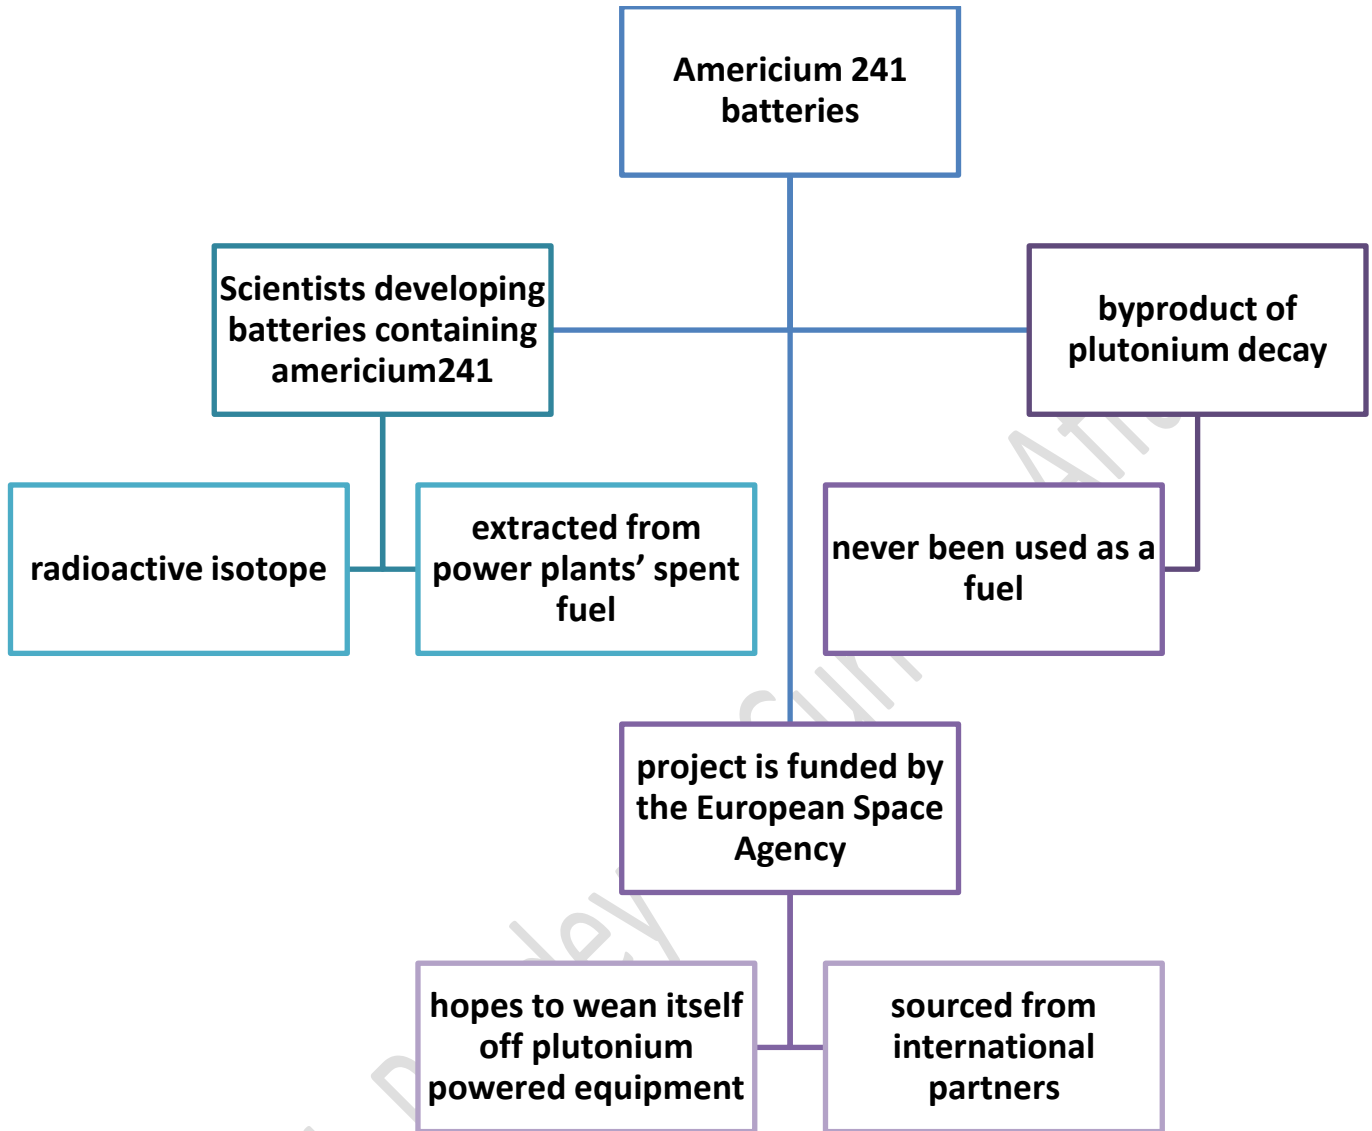 Americium 241
batteries
Scientists developing
batteries containing
americium241
byproduct of
plutonium decay
radioactive isotope
extracted from
power plants’ spent
fuel
never been used as a
fuel
project is funded by
the European Space
Agency
hopes to wean itself
off plutonium
powered equipment
sourced from
international
partners